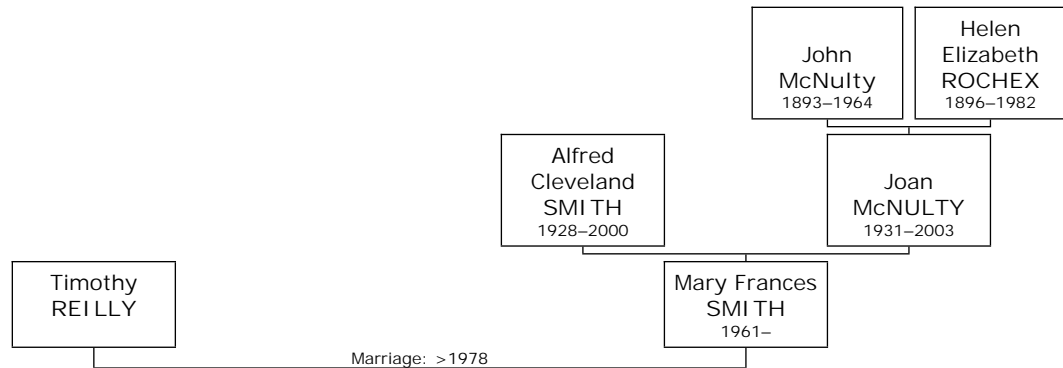 John
McNulty
1893–1964
Helen
Elizabeth
ROCHEX
1896–1982
Alfred
Cleveland
SMITH
1928–2000
Joan
McNULTY
1931–2003
Timothy
REILLY
Mary Frances
SMITH
1961–
Marriage: >1978